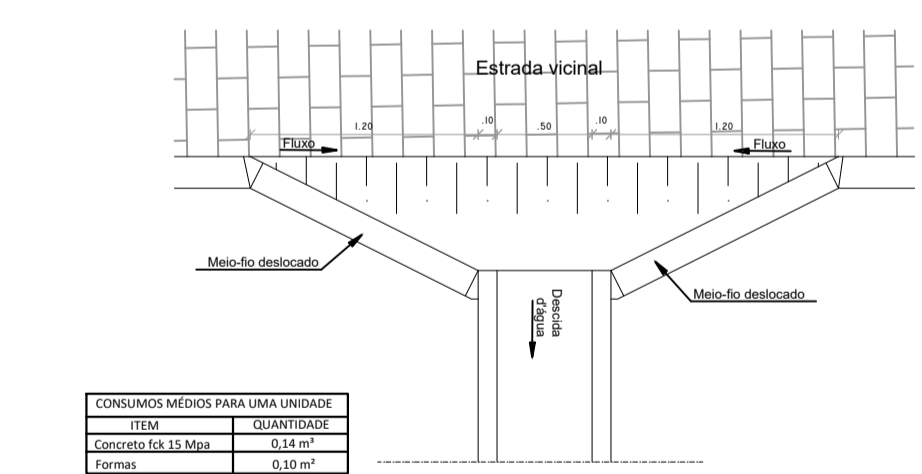 Estrada vicinal
1.20
.10
.50
.10
1.20
Fluxo
Fluxo
Meio-fio deslocado
Meio-fio deslocado
Descida
d'água
CONSUMOS MÉDIOS PARA UMA UNIDADE
ITEM QUANTIDADE
Concreto fck 15 Mpa 0,14 m³
Formas 0,10 m²